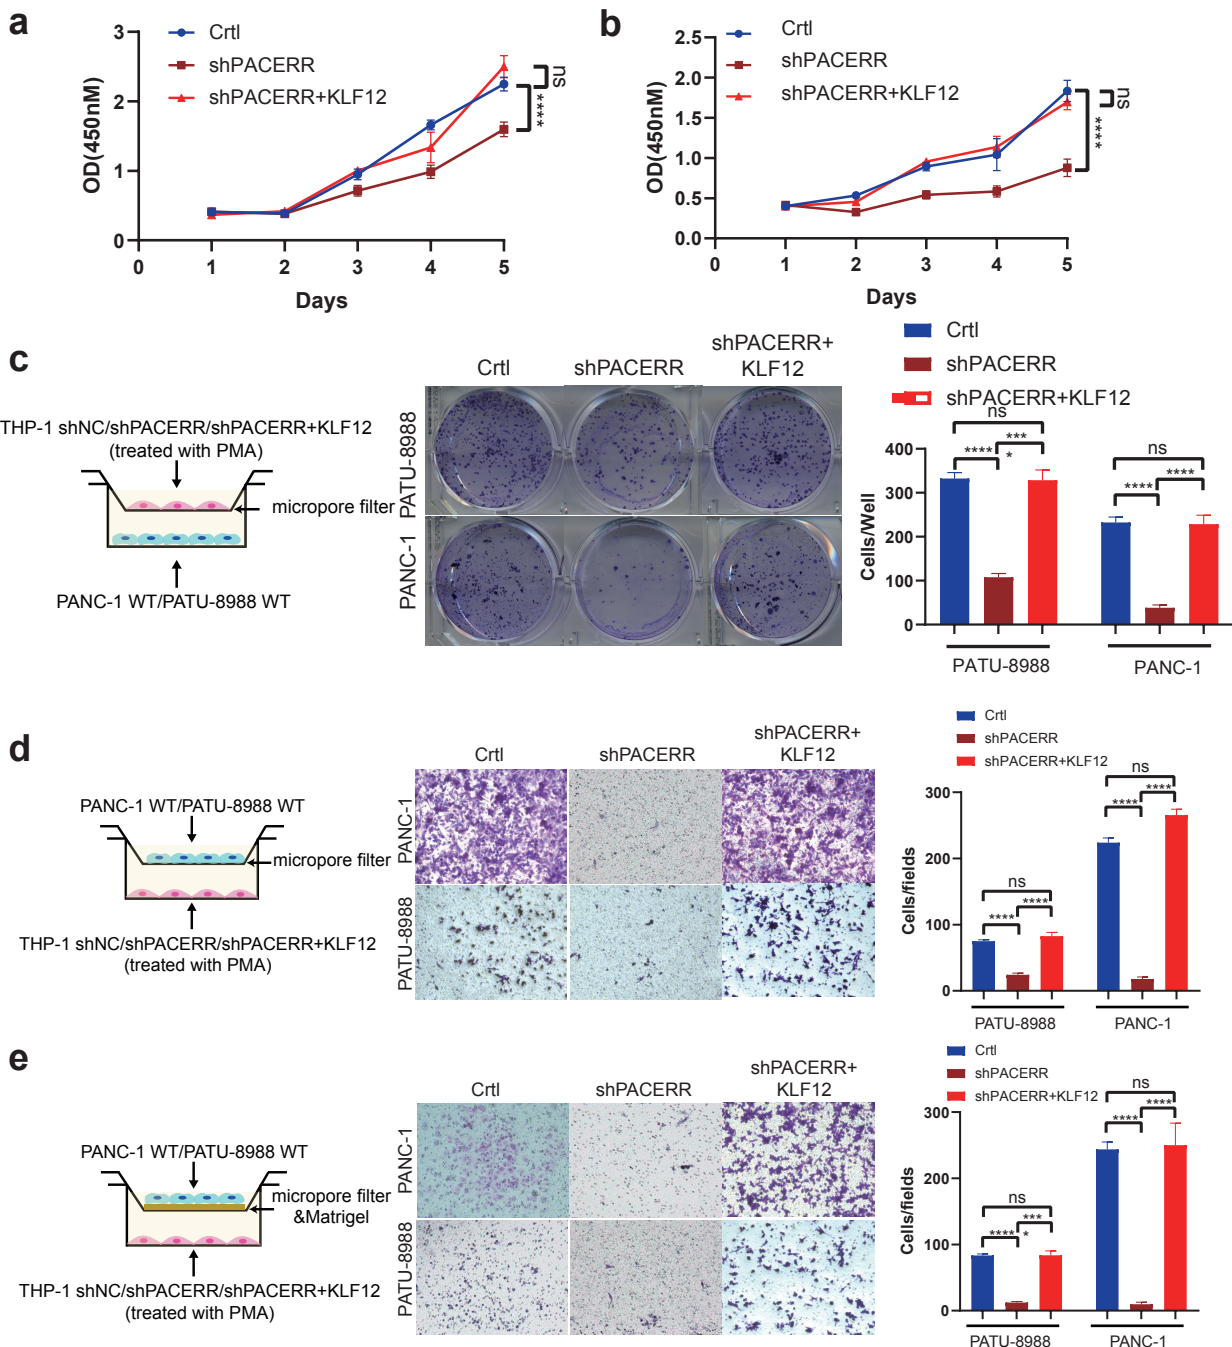 a
Crtl
shPACERR
shPACERR+KLF12
OD(450nM)
3
2
1
0
0
1
2
3
4
5
Days
ns
****
b
Crtl
shPACERR
shPACERR+KLF12
OD(450nM)
2.5
2.0
1.5
1.0
0.5
0.0
0
1
2
3
4
5
Days
ns
****
c
THP-1 shNC/shPACERR/shPACERR+KLF12
(treated with PMA)
micropore filter
PANC-1 WT/PATU-8988 WT
Crtl
shPACERR
shPACERR+
KLF12
PATU-8988
PANC-1
Crtl
shPACERR
shPACERR+KLF12
Cells/Well
400
300
200
100
0
ns
****
***
*
ns
****
****
PATU-8988
PANC-1
d
PANC-1 WT/PATU-8988 WT
micropore filter
THP-1 shNC/shPACERR/shPACERR+KLF12
(treated with PMA)
Crtl
shPACERR
shPACERR+
KLF12
PANC-1
PATU-8988
Crtl
shPACERR
shPACERR+KLF12
Cells/fields
300
200
100
0
ns
****
****
ns
****
****
PATU-8988
PANC-1
e
PANC-1 WT/PATU-8988 WT
micropore filter
&Matrigel
THP-1 shNC/shPACERR/shPACERR+KLF12
(treated with PMA)
Crtl
shPACERR
shPACERR+
KLF12
PANC-1
PATU-8988
Crtl
shPACERR
shPACERR+KLF12
Cells/fields
300
200
100
0
ns
****
***
*
ns
****
****
PATU-8988
PANC-1